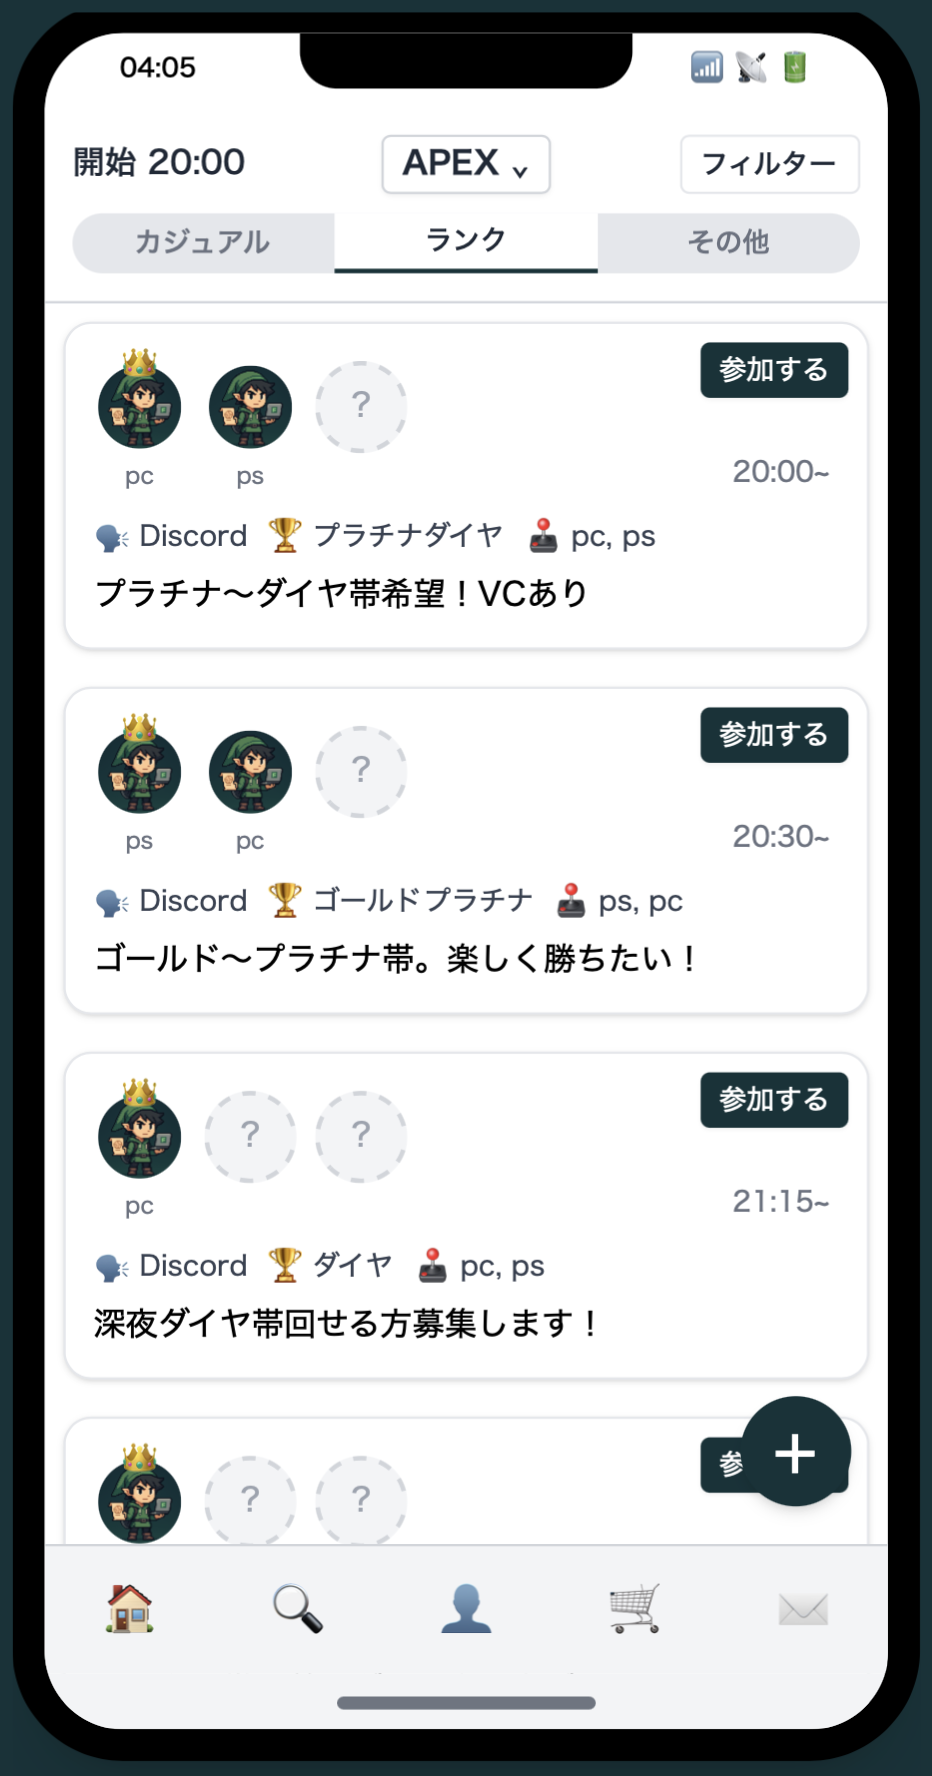 04:05
開始 20:00
APEX
フィルター
カジュアル
ランク
その他
参加する
?
pc
ps
20:00~
Discord プラチナダイヤ pc, ps
プラチナ〜ダイヤ帯希望！VCあり
参加する
?
ps
pc
20:30~
Discord ゴールドプラチナ ps, pc
ゴールド〜プラチナ帯。楽しく勝ちたい！
参加する
?
?
pc
21:15~
Discord ダイヤ pc, ps
深夜ダイヤ帯回せる方募集します！
参
+
?
?